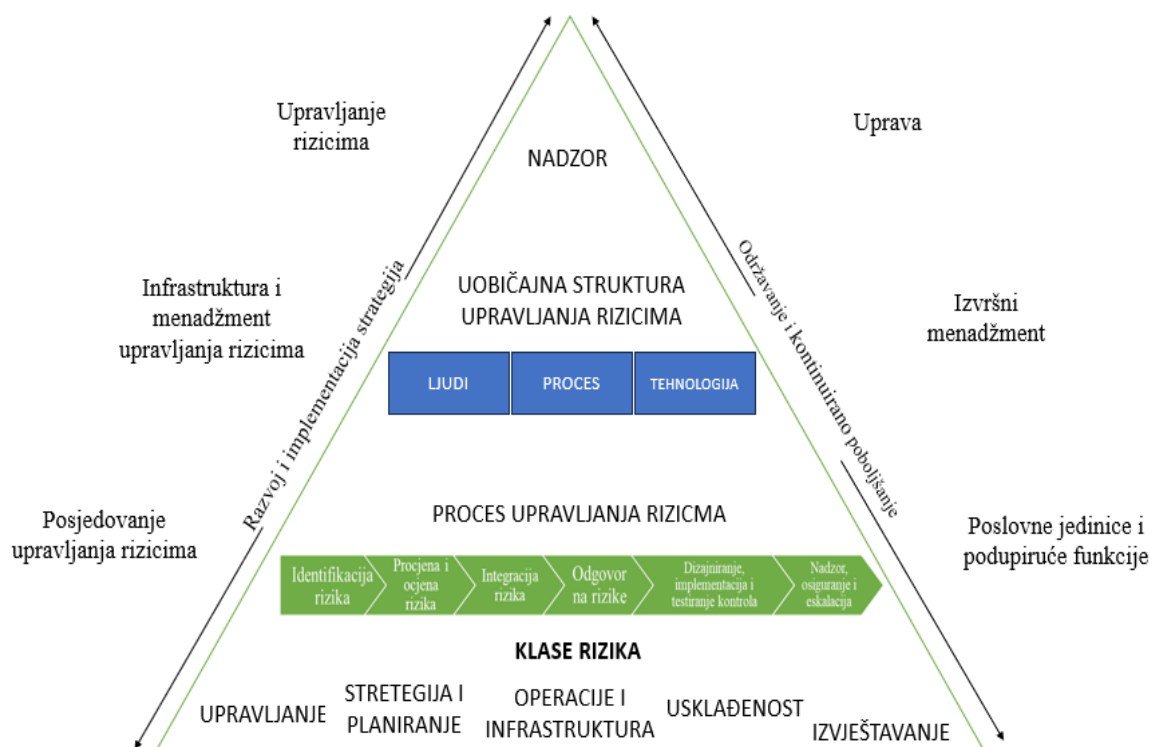 Upravljanje
rizicima
Uprava
NADZOR
Razvoj i implementacija strategija
Održavanje i kontinuirano poboljšanje
Infrastruktura i
menadžment
upravljanja rizicima
UOBIČAJNA STRUKTURA
UPRAVLJANJA RIZICIMA
Izvršni
menadžment
LJUDI
PROCES
TEHNOLOGIJA
Posjedovanje
upravljanja rizicima
PROCES UPRAVLJANJA RIZICMA
Poslovne jedinice i
podupiruće funkcije
Identifikacija
rizika
Procjena i
ocjena
rizika
Integracija
rizika
Odgovor
na rizike
Dizajniranje,
implementacija i
testiranje kontrola
Nadzor,
osiguranje i
eskalacija
KLASE RIZIKA
UPRAVLJANJE
STRETEGIJA I
PLANIRANJE
OPERACIJE I
INFRASTRUKTURA
USKLAĐENOST
IZVJEŠTAVANJE